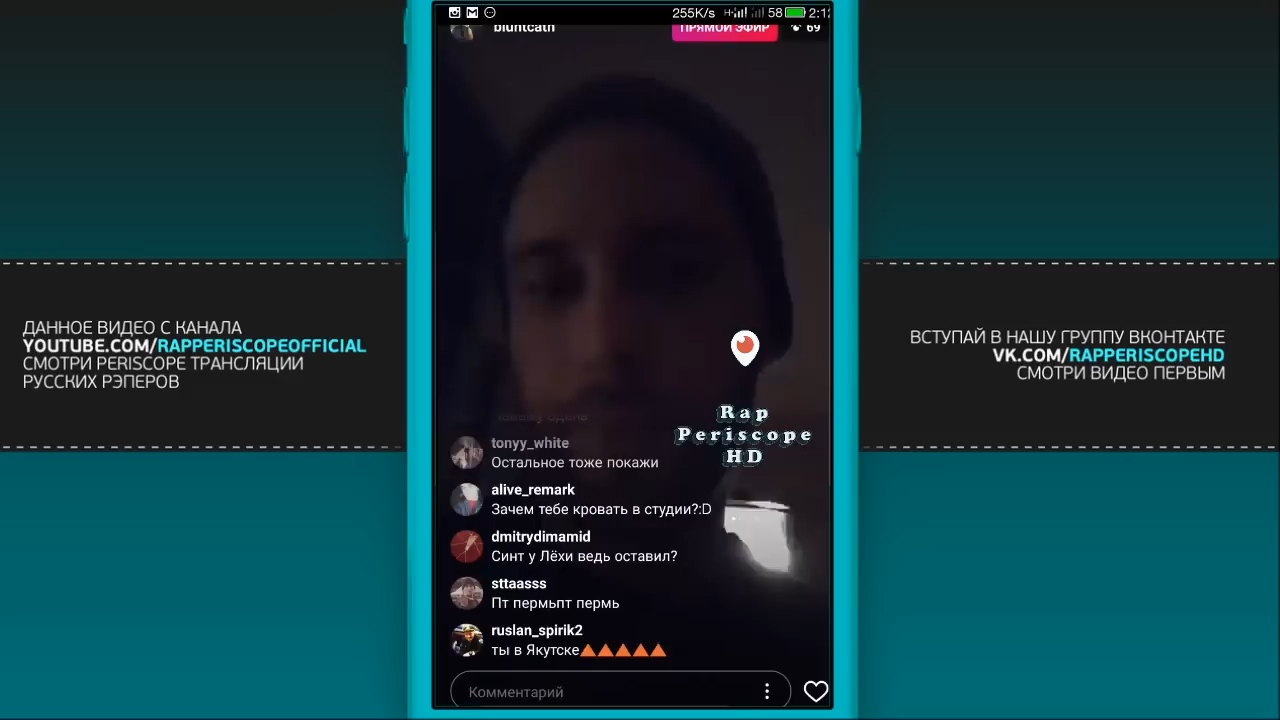 255K/s
58
2:12
bluntcath
ПРЯМОЙ ЭФИР
69
ДАННОЕ ВИДЕО С КАНАЛА
YOUTUBE.COM/RAPPERISCOPEOFFICIAL
СМОТРИ PERISCOPE ТРАНСЛЯЦИИ
РУССКИХ РЭПЕРОВ
ВСТУПАЙ В НАШУ ГРУППУ ВКОНТАКТЕ
VK.COM/RAPPERISCOPEHD
СМОТРИ ВИДЕО ПЕРВЫМ
Rap
Periscope
HD
tonyy_white
Остальное тоже покажи
alive_remark
Зачем тебе кровать в студии?:D
dmitrydimamid
Синт у Лёхи ведь оставил?
sttaasss
Пт пермьпт пермь
ruslan_spirik2
ты в Якутске
Комментарий